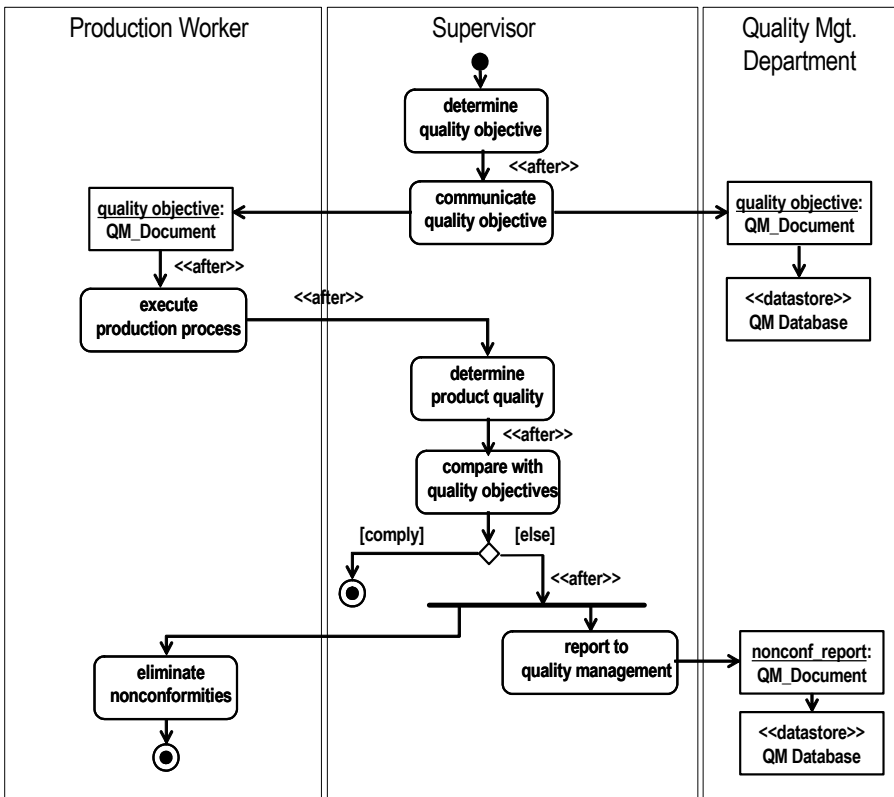 Production Worker
Supervisor
Quality Mgt.
Department
determine
quality objective
<<after>>
communicate
quality objective
quality objective:
QM_Document
quality objective:
QM_Document
<<after>>
execute
production process
<<after>>
<<datastore>>
QM Database
determine
product quality
<<after>>
compare with
quality objectives
[comply]
[else]
<<after>>
eliminate
nonconformities
report to
quality management
nonconf_report:
QM_Document
<<datastore>>
QM Database